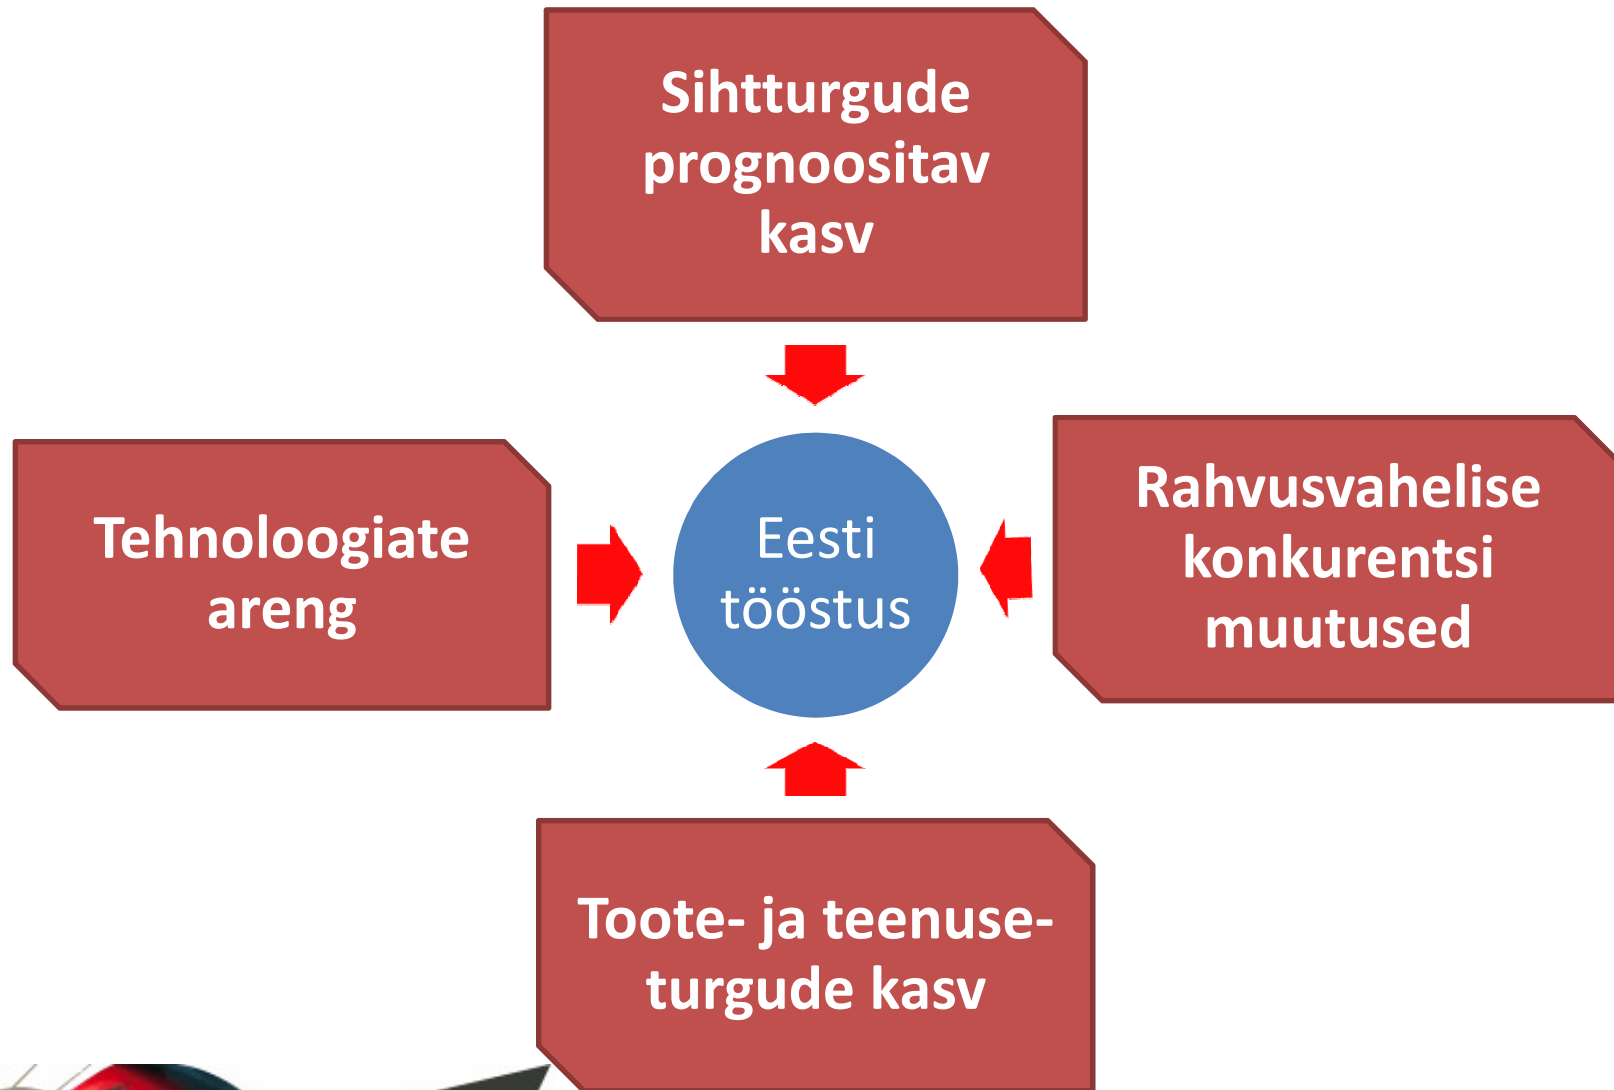 Sihtturgude
prognoositav
kasv
Tehnoloogiate
areng
Eesti
tööstus
Rahvusvahelise
konkurentsi
muutused
Toote- ja teenuse-
turgude kasv